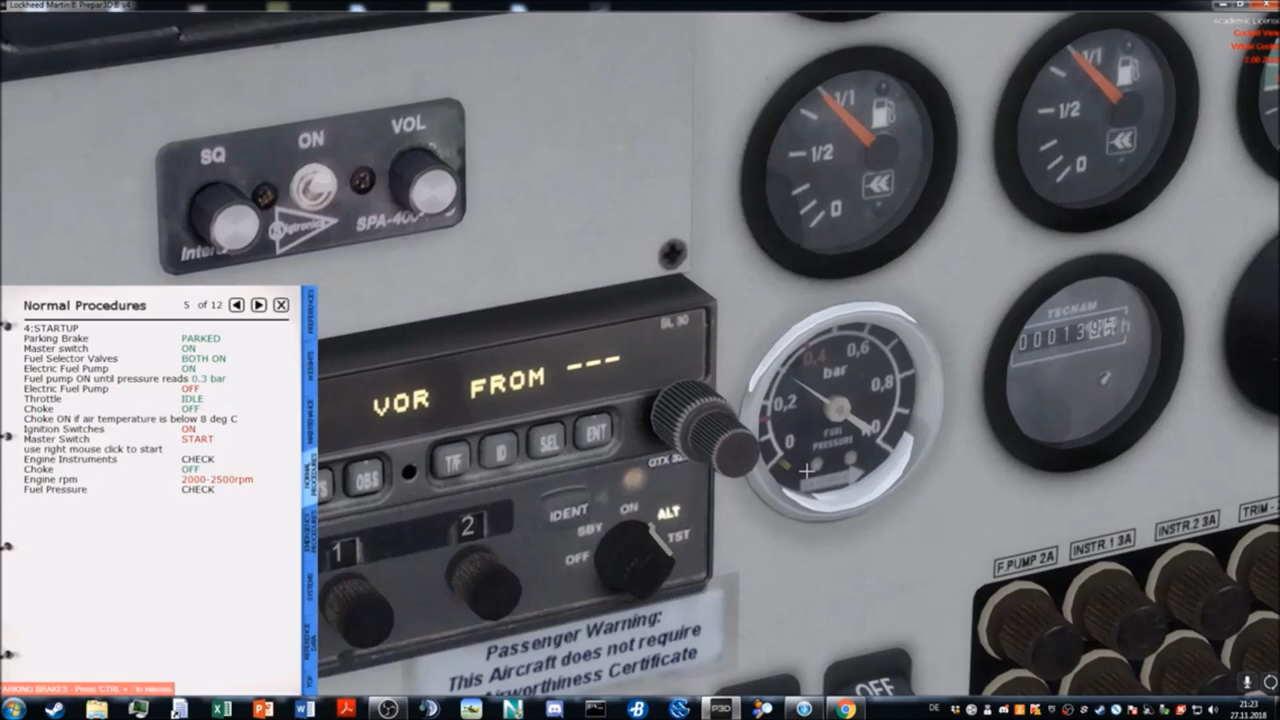 Lockheed Martin® Prepar3D® v4
Academic License
SQ
ON
VOL
Normal Procedures
5 of 12
4:STARTUP
Parking Brake PARKED
Master switch ON
Fuel Selector Valves BOTH ON
Electric Fuel Pump ON
Fuel pump ON until pressure reads 0.3 bar
Electric Fuel Pump OFF
Throttle IDLE
Choke OFF
Choke ON if air temperature is below 8 deg C
Ignition Switches ON
Master Switch START
use right mouse click to start
Engine Instruments CHECK
Choke OFF
Engine rpm 2000-2500rpm
Fuel Pressure CHECK
SL 30
VOR FROM ---
OBS
T/F
ID
SEL
ENT
IDENT
ON
ALT
SBY
TST
OFF
1
2
1/1
1/2
0
1/1
1/2
0
0,4
0,6
bar
0,2
0,8
0
FUEL
PRESSURE
TECNAM
h
F.PUMP 2A
INSTR.1 3A
INSTR.2 3A
TRIM -
Passenger Warning:
This Aircraft does not require
OFF
P3D
DE
21:23
27.11.2018